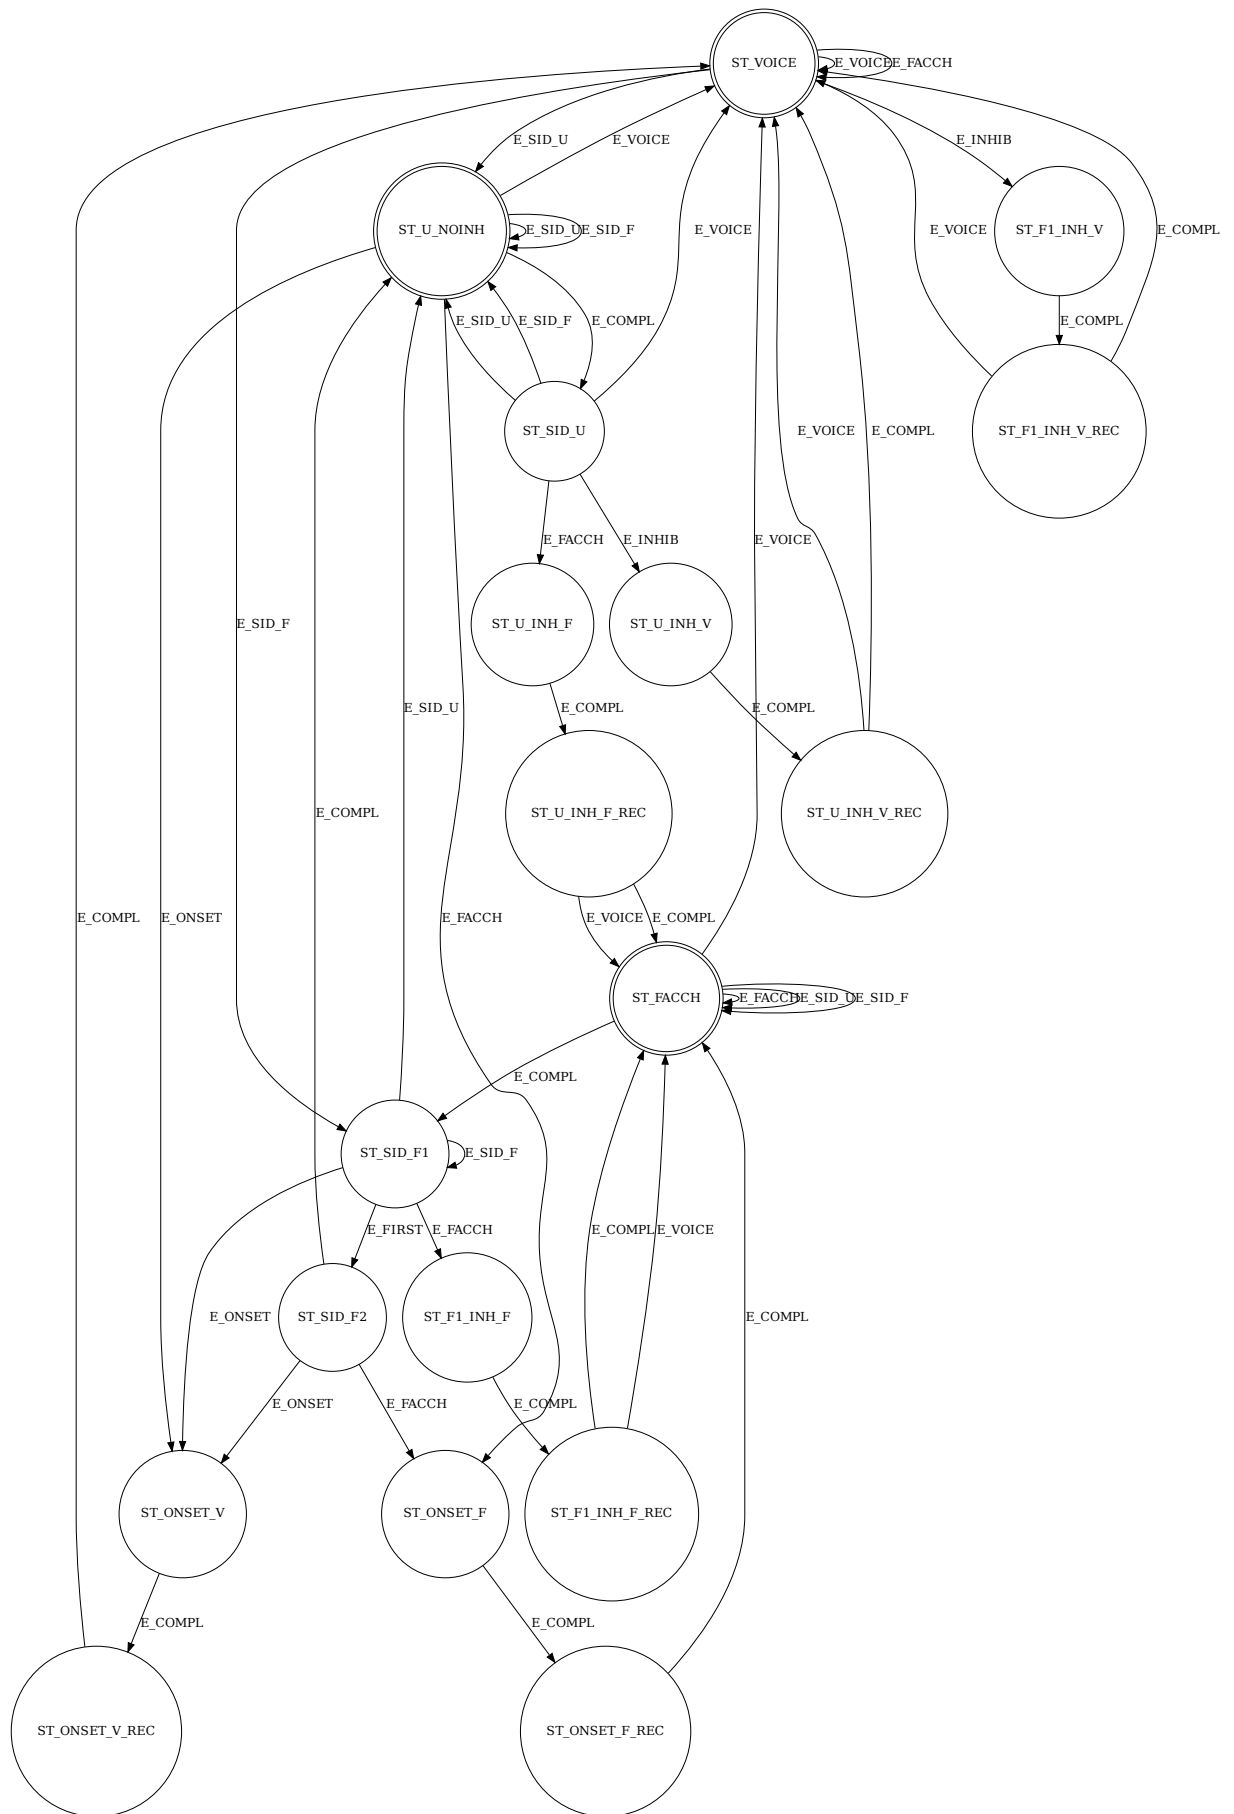 ST_VOICE
E_VOICE
E_FACCH
E_SID_U
E_VOICE
E_INHIB
ST_U_NOINH
E_SID_U
E_SID_F
E_VOICE
E_VOICE
ST_F1_INH_V
E_COMPL
E_SID_U
E_SID_F
E_COMPL
E_COMPL
ST_SID_U
E_VOICE
E_COMPL
ST_F1_INH_V_REC
E_FACCH
E_INHIB
E_VOICE
E_SID_F
ST_U_INH_F
ST_U_INH_V
E_SID_U
E_COMPL
E_COMPL
E_COMPL
ST_U_INH_F_REC
ST_U_INH_V_REC
E_COMPL
E_ONSET
E_FACCH
E_VOICE
E_COMPL
ST_FACCH
E_FACCH
E_SID_U
E_SID_F
E_COMPL
ST_SID_F1
E_SID_F
E_FIRST
E_FACCH
E_COMPL
E_VOICE
E_ONSET
ST_SID_F2
ST_F1_INH_F
E_COMPL
E_ONSET
E_FACCH
E_COMPL
ST_ONSET_V
ST_ONSET_F
ST_F1_INH_F_REC
E_COMPL
E_COMPL
ST_ONSET_V_REC
ST_ONSET_F_REC